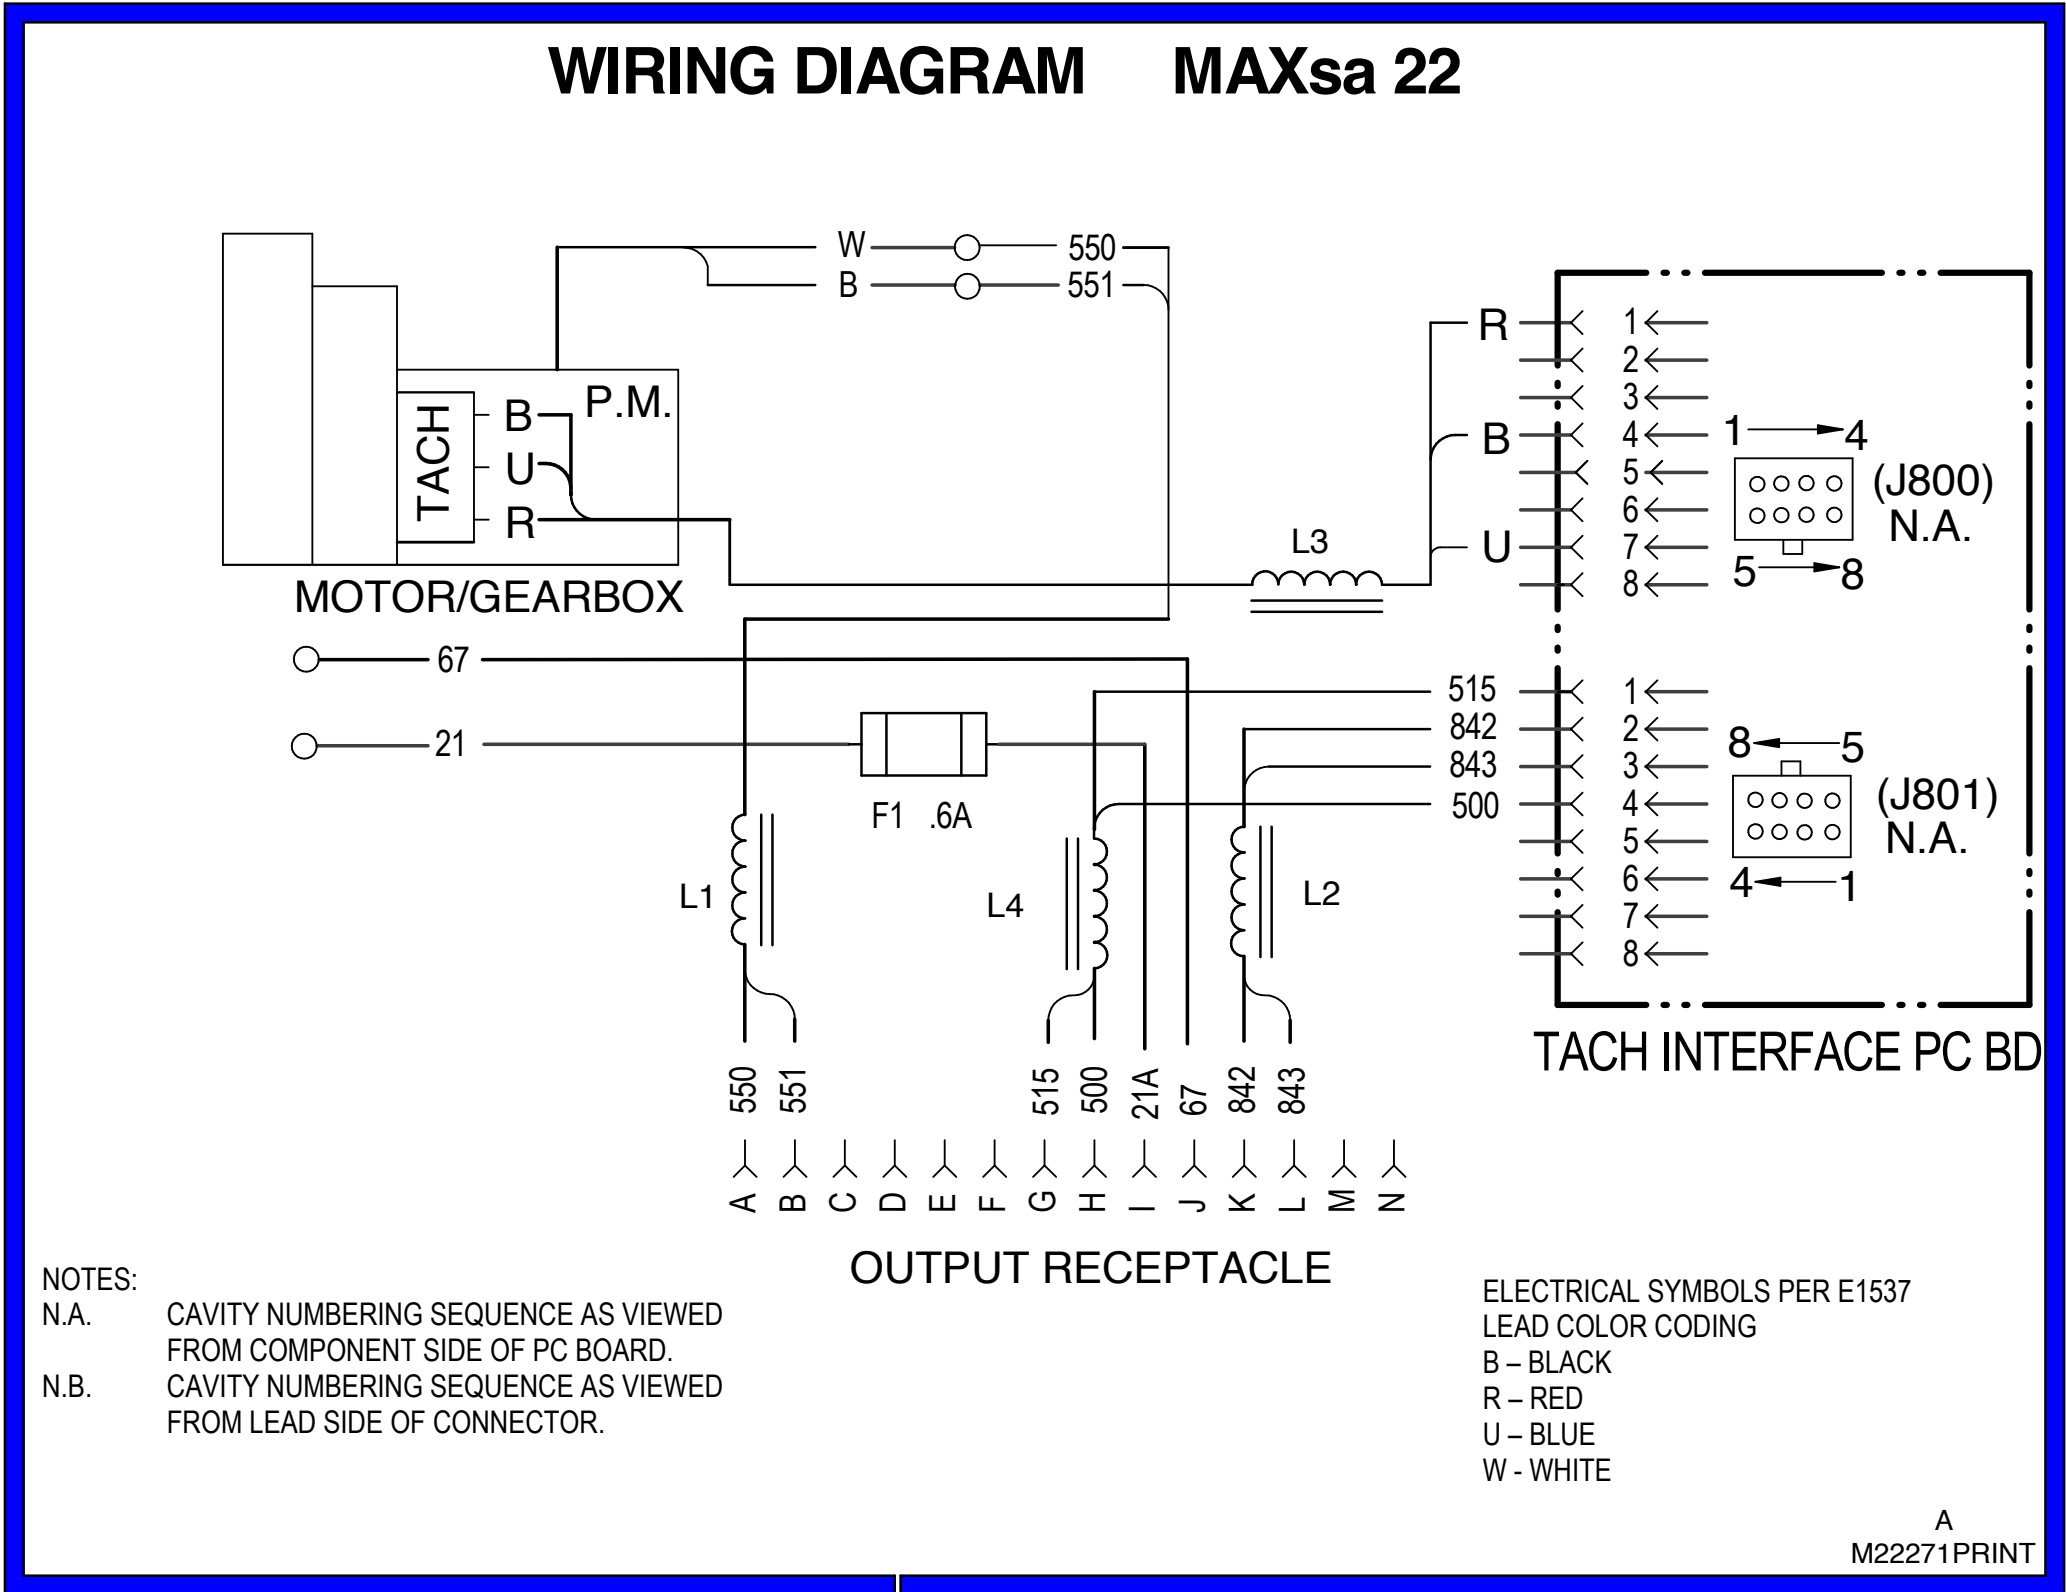 WIRING DIAGRAM MAXsa 22
W 550
B 551
TACH
B
U
R
P.M.
MOTOR/GEARBOX
67
21
F1 .6A
L3
L1
L4
L2
R 1
2
3
B 4
5
6
U 7
8
1 4
(J800)
N.A.
5 8
515 1
842 2
843 3
500 4
5
6
7
8
8 5
(J801)
N.A.
4 1
TACH INTERFACE PC BD
550 551 515 500 21A 67 842 843
A B C D E F G H I J K L M N
OUTPUT RECEPTACLE
NOTES:
N.A. CAVITY NUMBERING SEQUENCE AS VIEWED
FROM COMPONENT SIDE OF PC BOARD.
N.B. CAVITY NUMBERING SEQUENCE AS VIEWED
FROM LEAD SIDE OF CONNECTOR.
ELECTRICAL SYMBOLS PER E1537
LEAD COLOR CODING
B – BLACK
R – RED
U – BLUE
W - WHITE
A
M22271PRINT